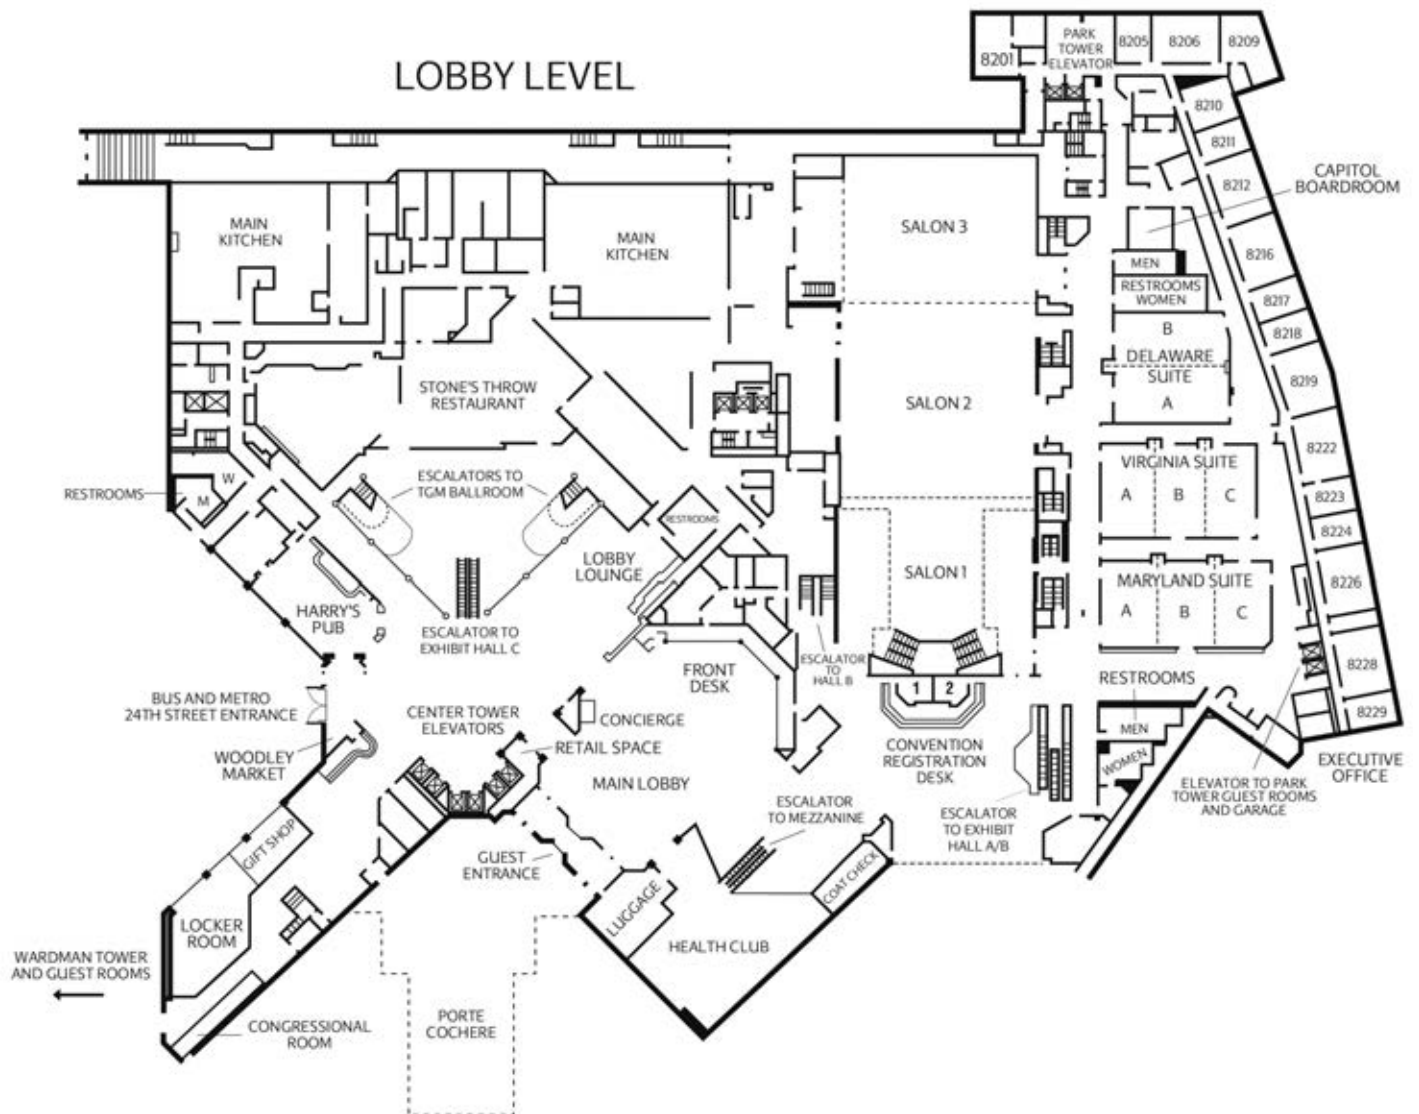 LOBBY LEVEL
8201
PARK
TOWER
ELEVATOR
8205
8206
8209
8210
8211
8212
8216
8217
8218
8219
8222
8223
8224
8226
8228
8229
CAPITOL
BOARDROOM
MAIN
KITCHEN
MAIN
KITCHEN
SALON 3
MEN
RESTROOMS
WOMEN
B
DELAWARE
SUITE
A
STONE'S THROW
RESTAURANT
SALON 2
VIRGINIA SUITE
A
B
C
RESTROOMS
M
W
ESCALATORS TO
TGM BALLROOM
RESTROOMS
LOBBY
LOUNGE
SALON 1
MARYLAND SUITE
A
B
C
HARRY'S
PUB
ESCALATOR TO
EXHIBIT HALL C
FRONT
DESK
ESCALATOR
TO
HALL B
1
2
RESTROOMS
MEN
WOMEN
BUS AND METRO
24TH STREET ENTRANCE
CENTER TOWER
ELEVATORS
CONCIERGE
RETAIL SPACE
WOODLEY
MARKET
CONVENTION
REGISTRATION
DESK
EXECUTIVE
OFFICE
ELEVATOR TO PARK
TOWER GUEST ROOMS
AND GARAGE
MAIN LOBBY
ESCALATOR
TO MEZZANINE
ESCALATOR
TO EXHIBIT
HALL A/B
GIFT SHOP
GUEST
ENTRANCE
COAT CHECK
LUGGAGE
LOCKER
ROOM
HEALTH CLUB
WARDMAN TOWER
AND GUEST ROOMS
CONGRESSIONAL
ROOM
PORTE
COCHERE